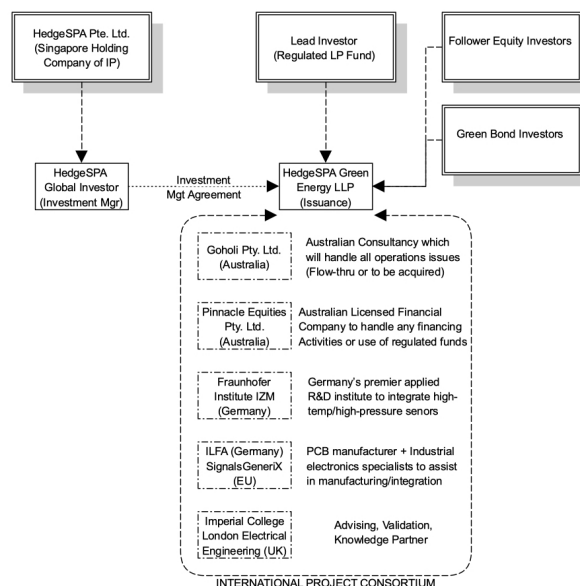 HedgeSPA Pte. Ltd.
(Singapore Holding
Company of IP)
Lead Investor
(Regulated LP Fund)
Follower Equity Investors
Green Bond Investors
HedgeSPA
Global Investor
(Investment Mgr)
Investment
Mgt Agreement
HedgeSPA Green
Energy LLP
(Issuance)
Goholi Pty. Ltd.
(Australia)
Australian Consultancy which
will handle all operations issues
(Flow-thru or to be acquired)
Pinnacle Equities
Pty. Ltd.
(Australia)
Australian Licensed Financial
Company to handle any financing
Activities or use of regulated funds
Fraunhofer
Institute IZM
(Germany)
Germany's premier applied
R&D institute to integrate high-
temp/high-pressure senors
ILFA (Germany)
SignalsGeneriX
(EU)
PCB manufacturer + Industrial
electronics specialists to assist
in manufacturing/integration
Imperial College
London Electrical
Engineering (UK)
Advising, Validation,
Knowledge Partner
INTERNATIONAL PROJECT CONSORTIUM